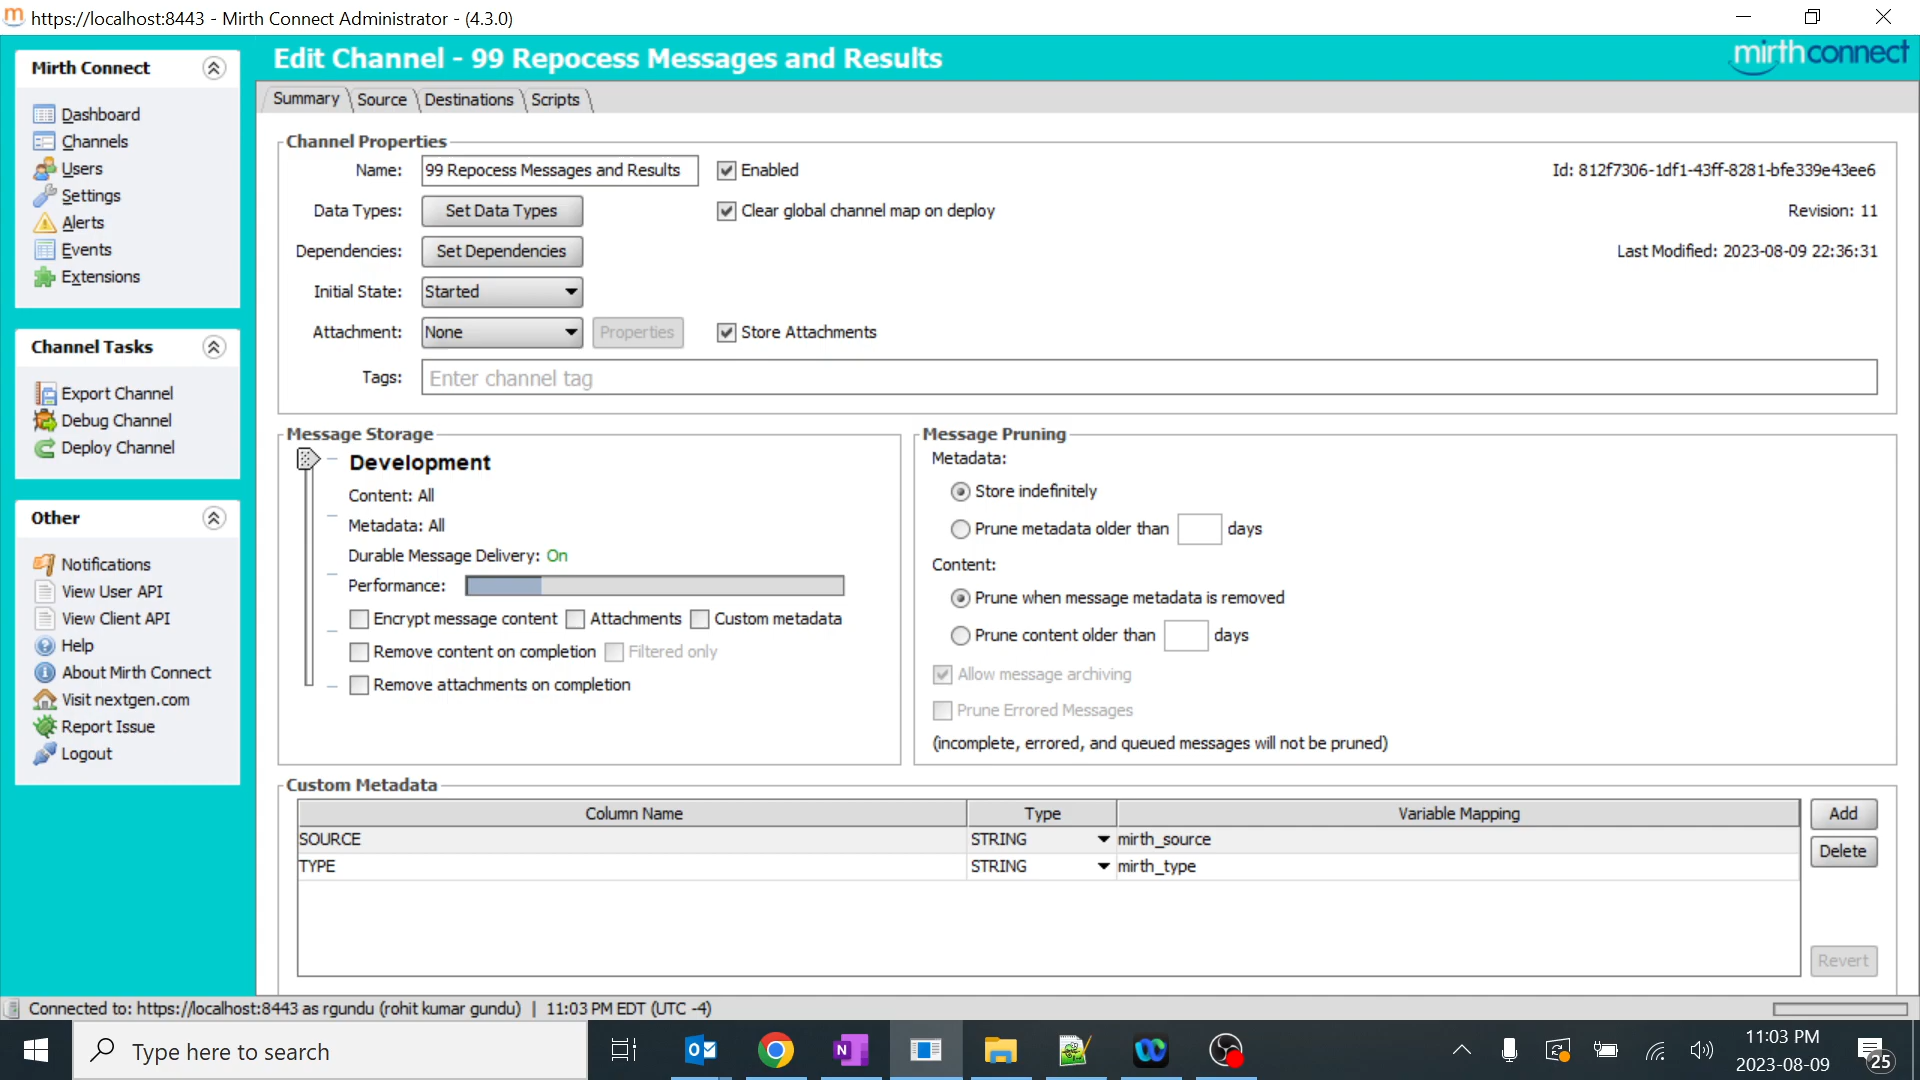 https://localhost:8443 - Mirth Connect Administrator - (4.3.0)
Mirth Connect
Dashboard
Channels
Users
Settings
Alerts
Events
Extensions
Channel Tasks
Export Channel
Debug Channel
Deploy Channel
Other
Notifications
View User API
View Client API
Help
About Mirth Connect
Visit nextgen.com
Report Issue
Logout
Edit Channel - 99 Repocess Messages and Results
mirthconnect
Summary Source Destinations Scripts
Channel Properties
Name: 99 Repocess Messages and Results Enabled Id: 812f7306-1df1-43ff-8281-bfe339e43ee6
Data Types: Set Data Types Clear global channel map on deploy Revision: 11
Dependencies: Set Dependencies Last Modified: 2023-08-09 22:36:31
Initial State: Started
Attachment: None Properties Store Attachments
Tags: Enter channel tag
Message Storage
Development
Content: All
Metadata: All
Durable Message Delivery: On
Performance:
Encrypt message content Attachments Custom metadata
Remove content on completion Filtered only
Remove attachments on completion
Message Pruning
Metadata:
Store indefinitely
Prune metadata older than days
Content:
Prune when message metadata is removed
Prune content older than days
Allow message archiving
Prune Errored Messages
(incomplete, errored, and queued messages will not be pruned)
Custom Metadata
Column Name Type Variable Mapping
SOURCE STRING mirth_source
TYPE STRING mirth_type
Add
Delete
Revert
Connected to: https://localhost:8443 as rgundu (rohit kumar gundu) | 11:03 PM EDT (UTC -4)
Type here to search
11:03 PM
2023-08-09
25